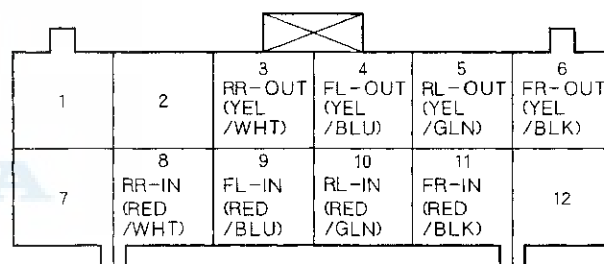 1
2
3
RR-OUT
(YEL
/WHT)
4
FL-OUT
(YEL
/BLU)
5
RL-OUT
(YEL
/GLN)
6
FR-OUT
(YEL
/BLK)
7
8
RR-IN
(RED
/WHT)
9
FL-IN
(RED
/BLU)
10
RL-IN
(RED
/GLN)
11
FR-IN
(RED
/BLK)
12